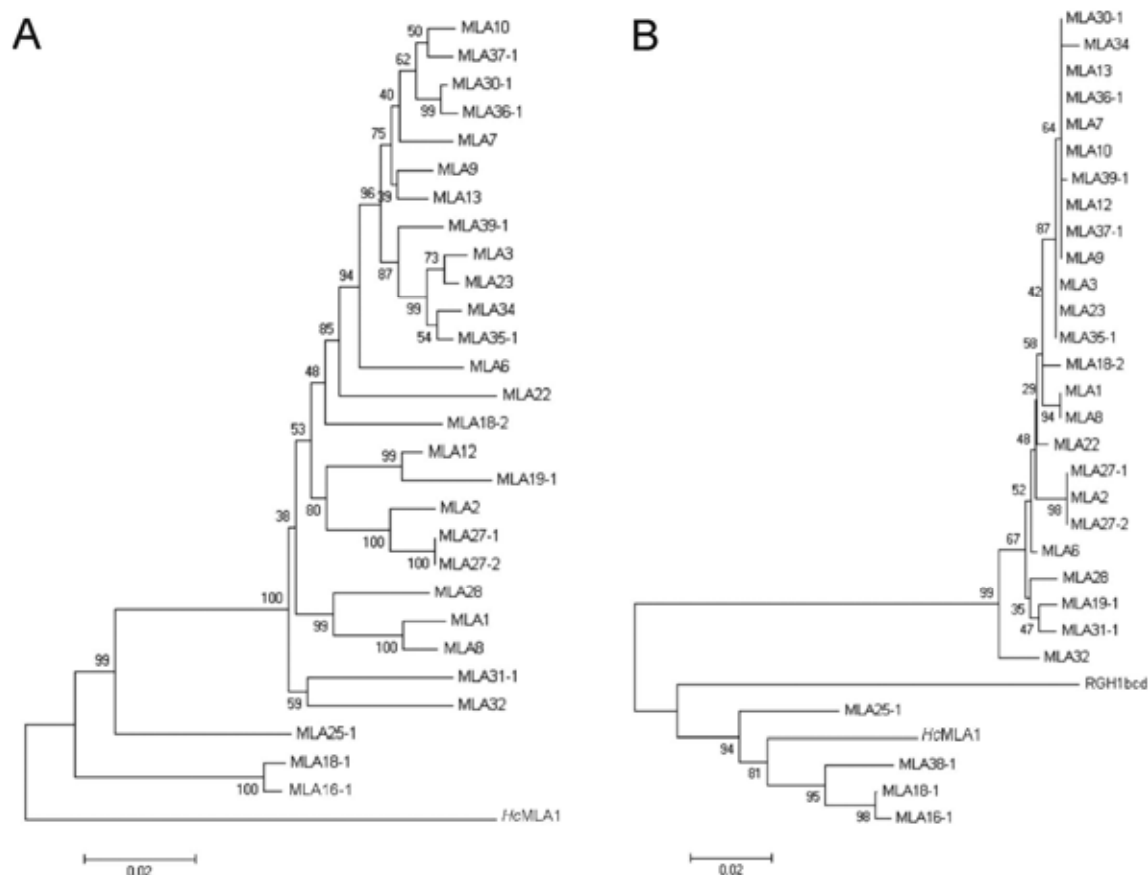 A
MLA10
50
MLA37-1
62
MLA30-1
40
99
MLA36-1
75
MLA7
MLA9
39
MLA13
96
MLA39-1
73
MLA3
87
MLA23
94
99
MLA34
54
MLA35-1
85
MLA6
48
MLA22
MLA18-2
53
99
MLA12
MLA19-1
80
MLA2
38
100
MLA27-1
100
MLA27-2
100
MLA28
99
MLA1
100
MLA8
MLA31-1
59
MLA32
99
MLA25-1
MLA18-1
100
MLA16-1
HcMLA1
0.02
B
MLA30-1
MLA34
MLA13
MLA36-1
64
MLA7
MLA10
MLA39-1
MLA12
87
MLA37-1
MLA9
42
MLA3
MLA23
MLA35-1
58
MLA18-2
29
MLA1
94
MLA8
48
MLA22
MLA27-1
52
MLA2
98
MLA27-2
67
MLA6
99
MLA28
35
MLA19-1
47
MLA31-1
MLA32
RGH1bcd
MLA25-1
94
HcMLA1
81
MLA38-1
95
MLA18-1
98
MLA16-1
0.02